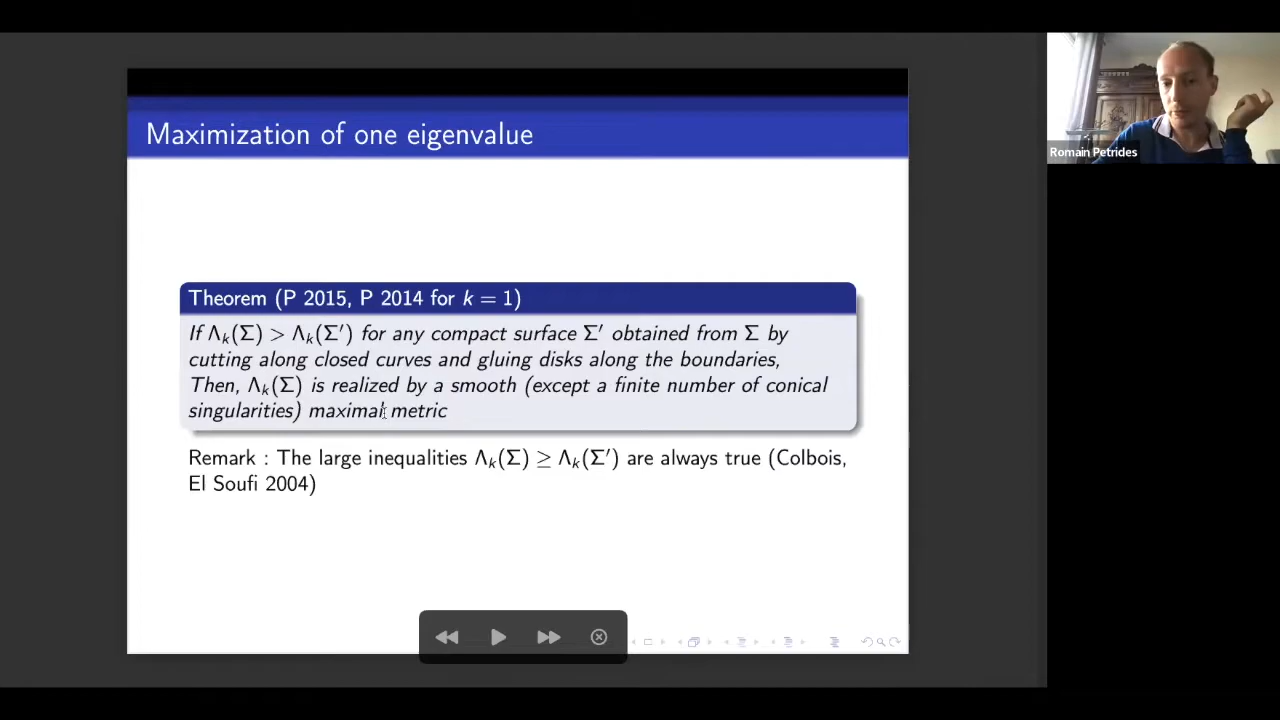 Maximization of one eigenvalue
Romain Petrides
Theorem (P 2015, P 2014 for k = 1)
If Λk(Σ) > Λk(Σ′) for any compact surface Σ′ obtained from Σ by
cutting along closed curves and gluing disks along the boundaries,
Then, Λk(Σ) is realized by a smooth (except a finite number of conical
singularities) maximal metric
Remark : The large inequalities Λk(Σ) ≥ Λk(Σ′) are always true (Colbois,
El Soufi 2004)